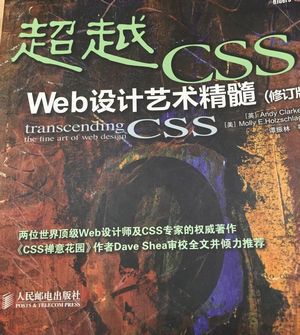 超越CSS
Web设计艺术精髓(修订版
transcending
CSS
the fine art of web design
[英] Andy Clarke
[美] Molly E.Holzschlag
谭振林
两位世界顶级Web设计师及CSS专家的权威著作
《CSS禅意花园》作者Dave Shea审校全文并倾力推荐
人民邮电出版社
POSTS & TELECOM PRESS